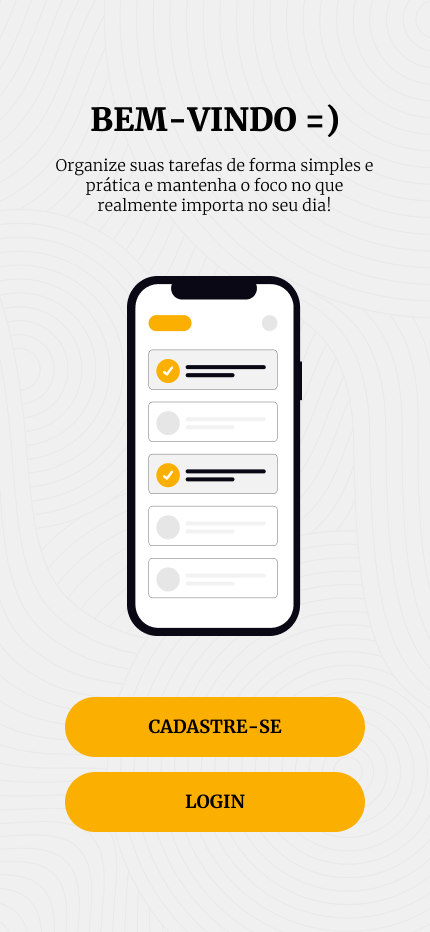 BEM-VINDO =)
Organize suas tarefas de forma simples e
prática e mantenha o foco no que
realmente importa no seu dia!
CADASTRE-SE
LOGIN